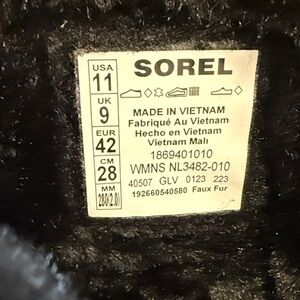 USA
11
UK
9
EUR
42
CM
28
MM
280(2.0)
SOREL
MADE IN VIETNAM
Fabriqué Au Vietnam
Hecho en Vietnam
Vietnam Malı
1869401010
WMNS NL3482-010
40507 GLV 0123 223
192660540580 Faux Fur